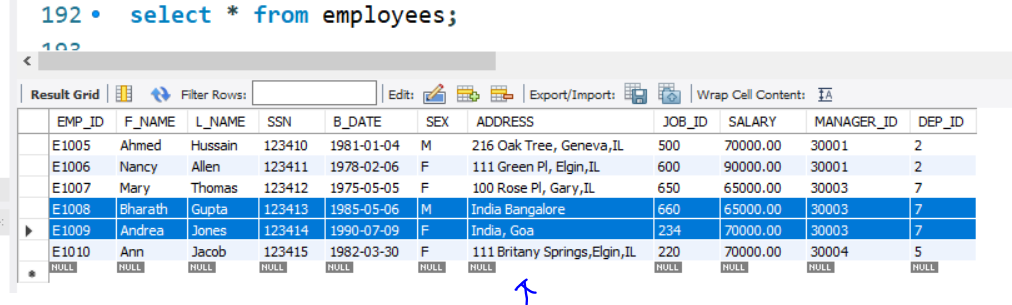 192 select * from employees;
193
Result Grid Filter Rows: Edit: Export/Import: Wrap Cell Content: IA
EMP_ID F_NAME L_NAME SSN B_DATE SEX ADDRESS JOB_ID SALARY MANAGER_ID DEP_ID
E1005 Ahmed Hussain 123410 1981-01-04 M 216 Oak Tree, Geneva,IL 500 70000.00 30001 2
E1006 Nancy Allen 123411 1978-02-06 F 111 Green Pl, Elgin,IL 600 90000.00 30001 2
E1007 Mary Thomas 123412 1975-05-05 F 100 Rose Pl, Gary,IL 650 65000.00 30003 7
E1008 Bharath Gupta 123413 1985-05-06 M India Bangalore 660 65000.00 30003 7
E1009 Andrea Jones 123414 1990-07-09 F India, Goa 234 70000.00 30003 7
E1010 Ann Jacob 123415 1982-03-30 F 111 Britany Springs,Elgin,IL 220 70000.00 30004 5
NULL NULL NULL NULL NULL NULL NULL NULL NULL NULL NULL